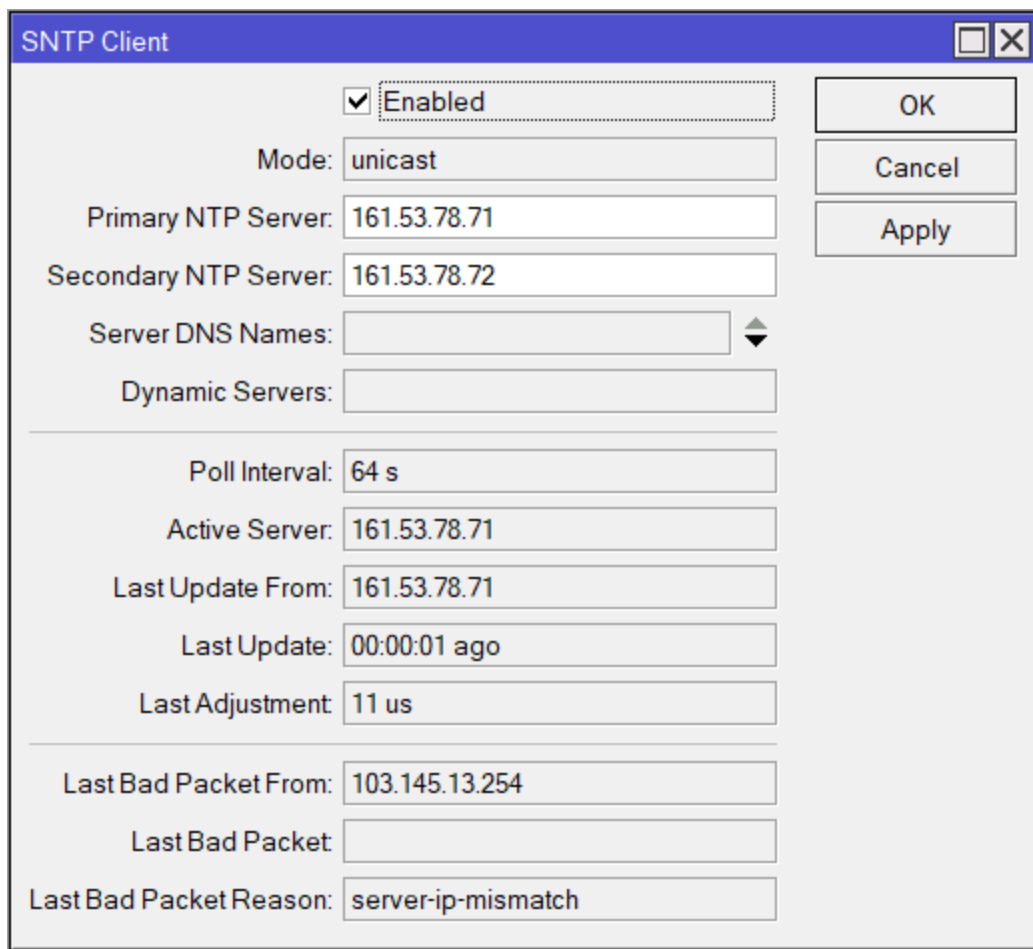 SNTP Client
Enabled
OK
Mode: unicast
Cancel
Primary NTP Server: 161.53.78.71
Apply
Secondary NTP Server: 161.53.78.72
Server DNS Names:
Dynamic Servers:
Poll Interval: 64 s
Active Server: 161.53.78.71
Last Update From: 161.53.78.71
Last Update: 00:00:01 ago
Last Adjustment: 11 us
Last Bad Packet From: 103.145.13.254
Last Bad Packet:
Last Bad Packet Reason: server-ip-mismatch